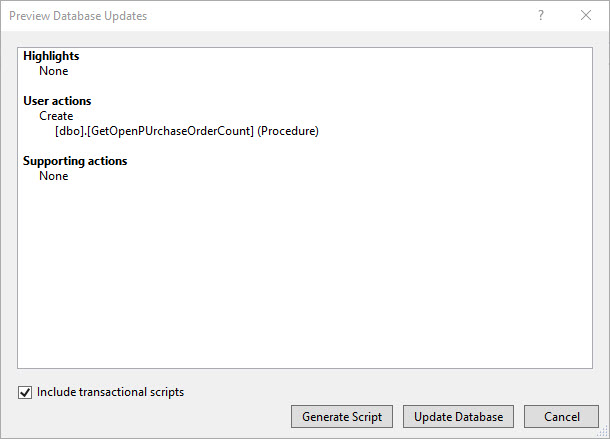 Preview Database Updates
?
Highlights
None
User actions
Create
[dbo].[GetOpenPUrchaseOrderCount] (Procedure)
Supporting actions
None
Include transactional scripts
Generate Script
Update Database
Cancel